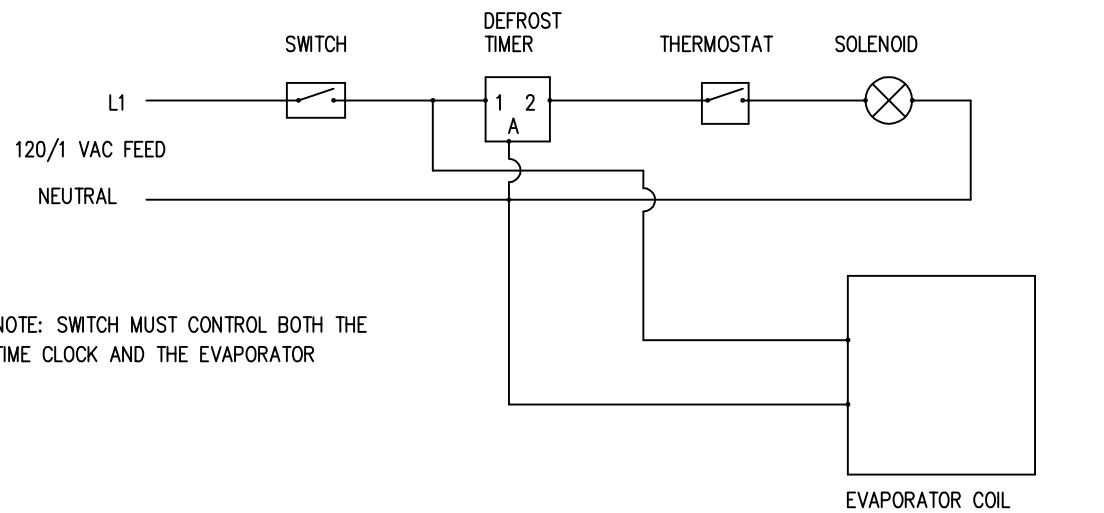 DEFROST
SWITCH TIMER THERMOSTAT SOLENOID
L1 1 2
A
120/1 VAC FEED
NEUTRAL
NOTE: SWITCH MUST CONTROL BOTH THE
TIME CLOCK AND THE EVAPORATOR
EVAPORATOR COIL